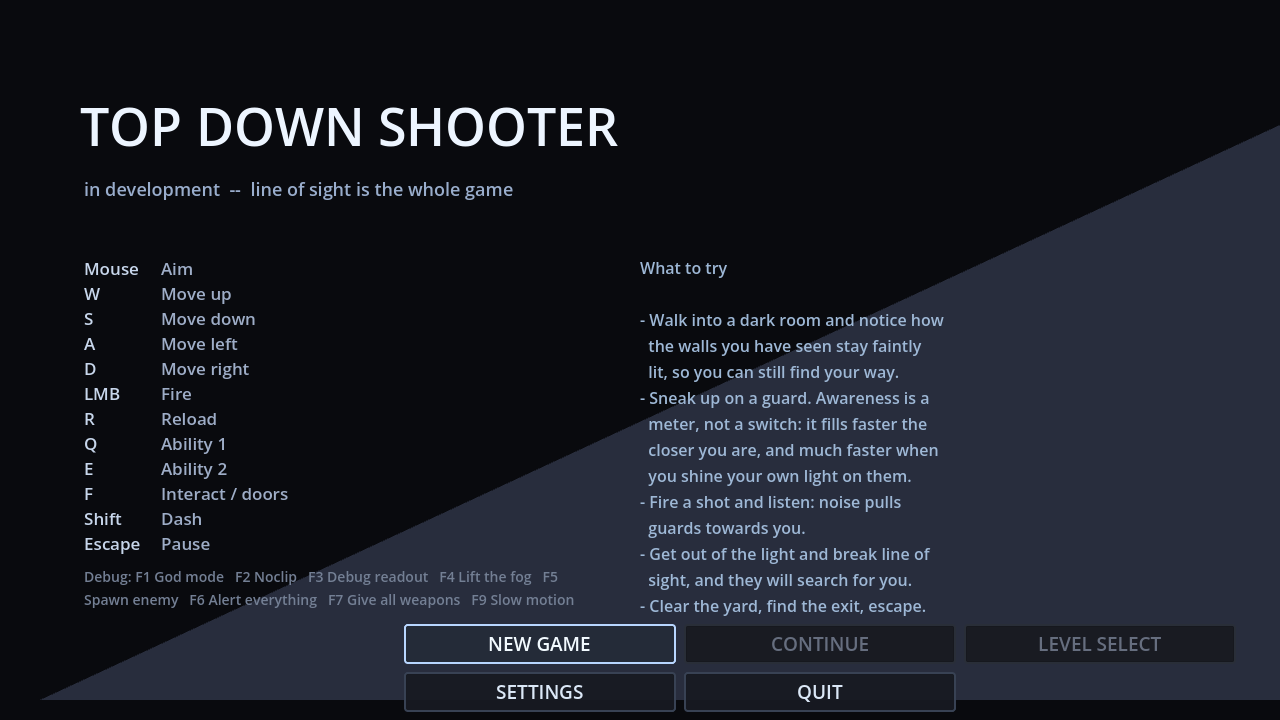 TOP DOWN SHOOTER
in development -- line of sight is the whole game
Mouse Aim
W Move up
S Move down
A Move left
D Move right
LMB Fire
R Reload
Q Ability 1
E Ability 2
F Interact / doors
Shift Dash
Escape Pause
Debug: F1 God mode F2 Noclip F3 Debug readout F4 Lift the fog F5
Spawn enemy F6 Alert everything F7 Give all weapons F9 Slow motion
What to try
- Walk into a dark room and notice how
the walls you have seen stay faintly
lit, so you can still find your way.
- Sneak up on a guard. Awareness is a
meter, not a switch: it fills faster the
closer you are, and much faster when
you shine your own light on them.
- Fire a shot and listen: noise pulls
guards towards you.
- Get out of the light and break line of
sight, and they will search for you.
- Clear the yard, find the exit, escape.
NEW GAME CONTINUE LEVEL SELECT
SETTINGS QUIT